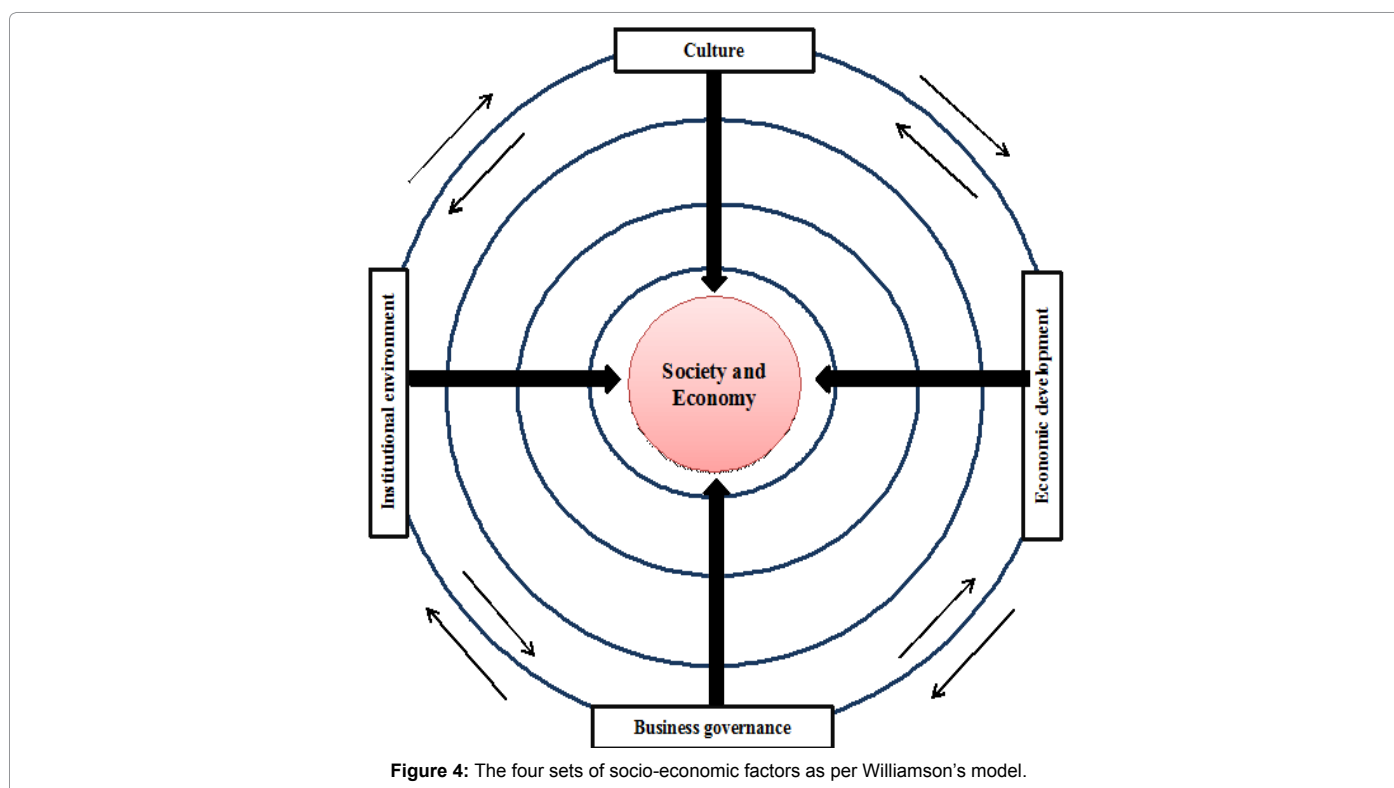 Culture
Institutional environment
Society and
Economy
Economic development
Business governance
Figure 4: The four sets of socio-economic factors as per Williamson’s model.